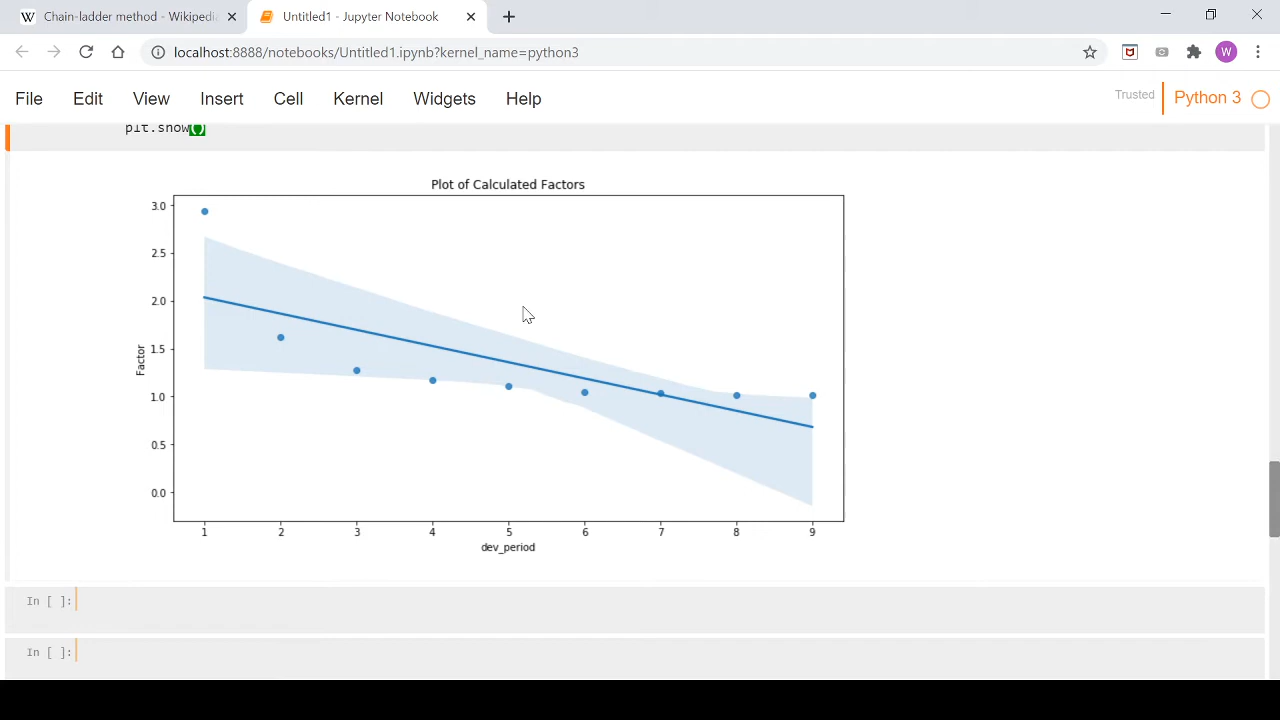 Chain-ladder method - Wikipedi
Untitled1 - Jupyter Notebook
localhost:8888/notebooks/Untitled1.ipynb?kernel_name=python3
W
File Edit View Insert Cell Kernel Widgets Help
Trusted
Python 3
plt.show()
Plot of Calculated Factors
3.0
2.5
2.0
1.5
1.0
0.5
0.0
Factor
1 2 3 4 5 6 7 8 9
dev_period
In [ ]:
In [ ]: